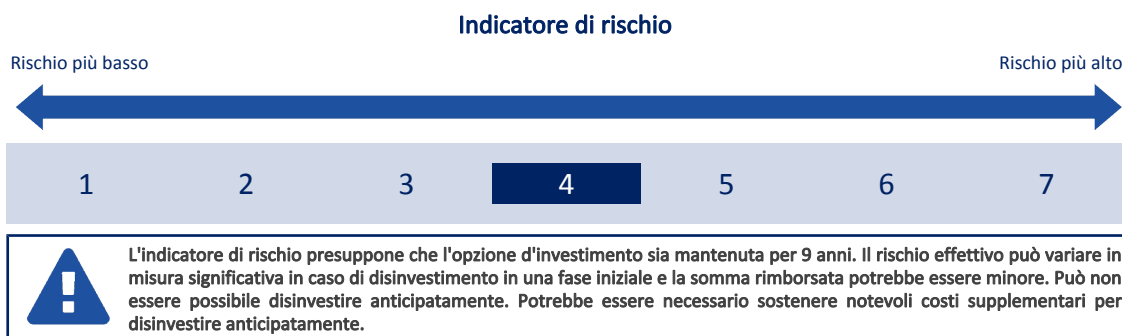 Indicatore di rischio
Rischio più basso
Rischio più alto
1 2 3 4 5 6 7
L'indicatore di rischio presuppone che l'opzione d'investimento sia mantenuta per 9 anni. Il rischio effettivo può variare in
misura significativa in caso di disinvestimento in una fase iniziale e la somma rimborsata potrebbe essere minore. Può non
essere possibile disinvestire anticipatamente. Potrebbe essere necessario sostenere notevoli costi supplementari per
disinvestire anticipatamente.